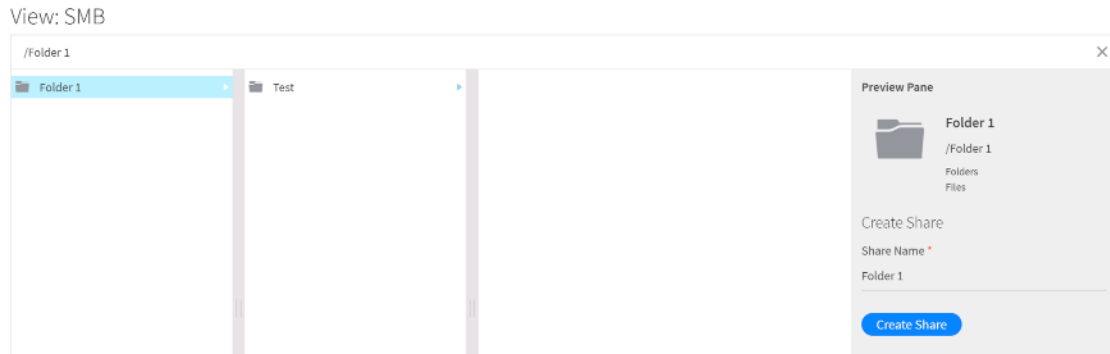 View: SMB
/Folder 1
Folder 1
Test
Preview Pane
Folder 1
/Folder 1
Folders
Files
Create Share
Share Name *
Folder 1
Create Share